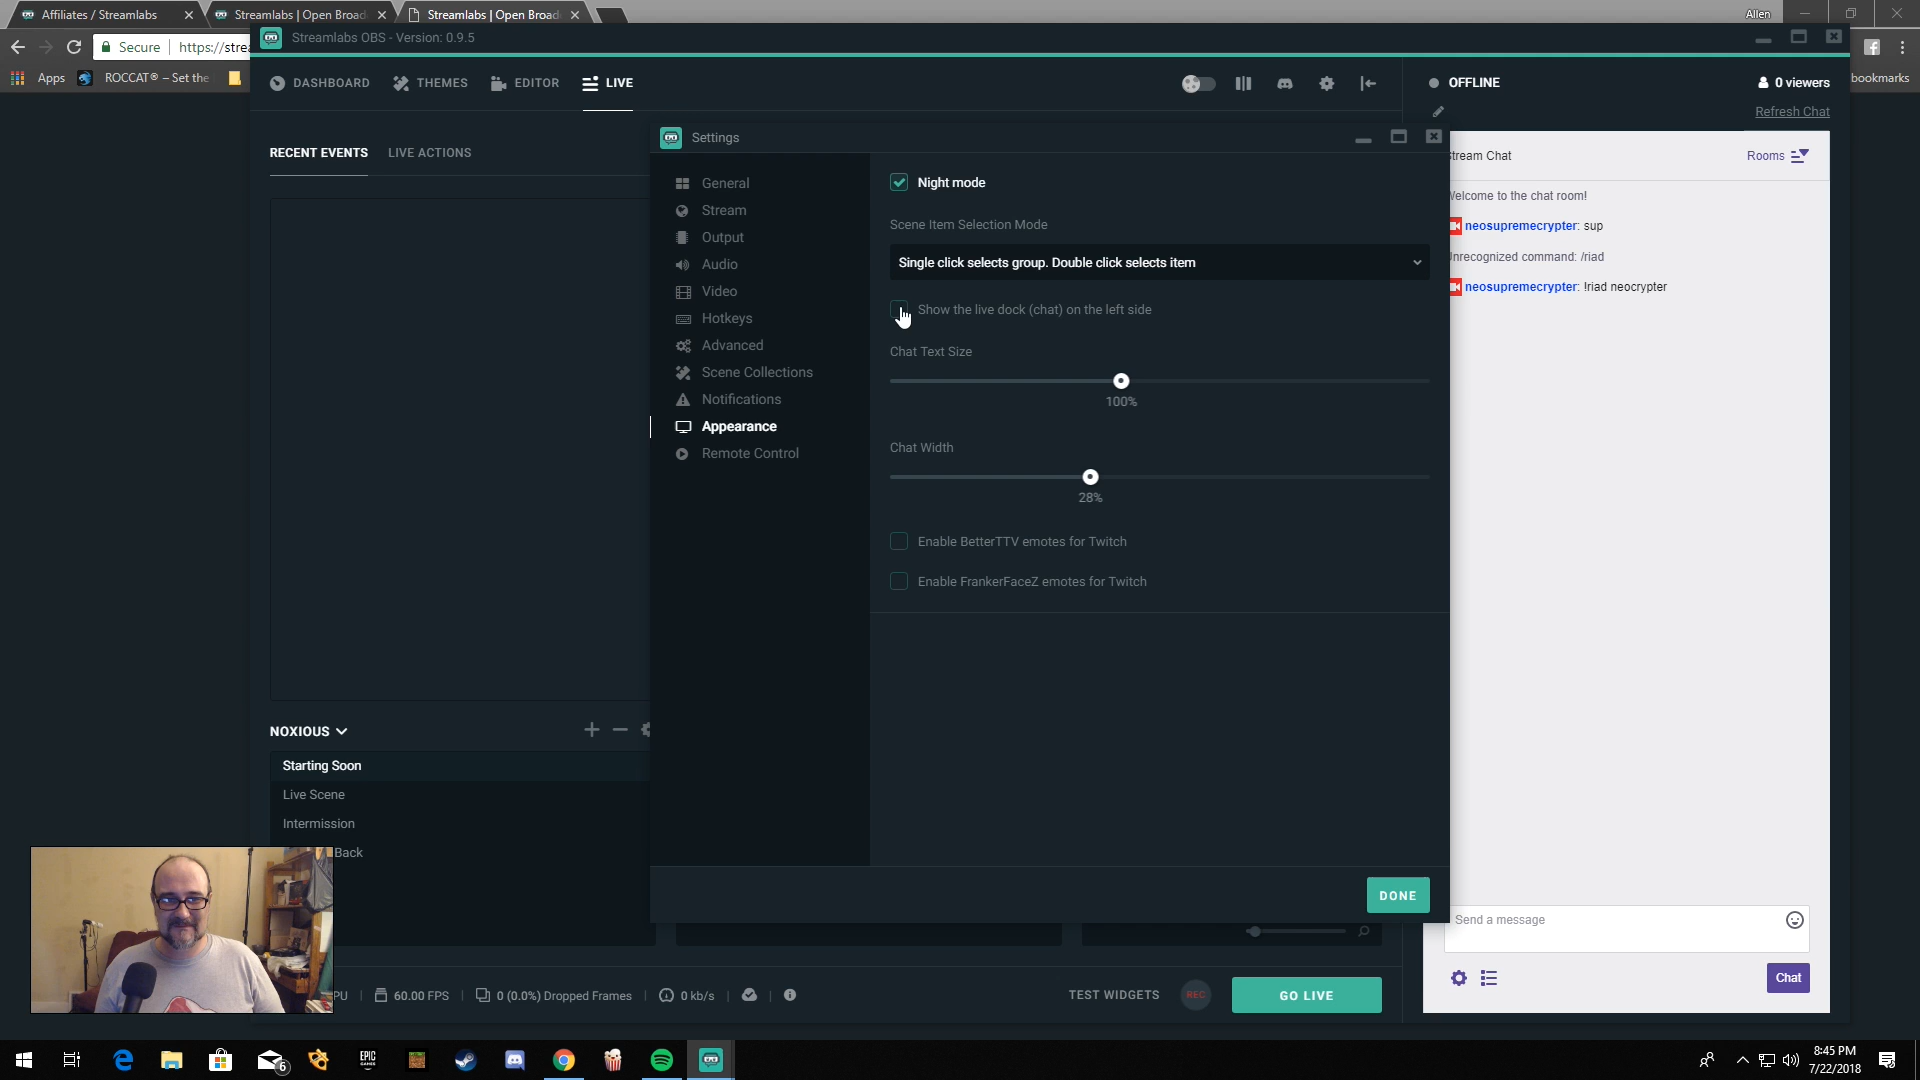 Affiliates / Streamlabs
Streamlabs | Open Broad
Streamlabs | Open Broad
Allen
Secure
https://strea
Apps
ROCCAT® – Set the
bookmarks
Streamlabs OBS - Version: 0.9.5
DASHBOARD
THEMES
EDITOR
LIVE
OFFLINE
0 viewers
Refresh Chat
RECENT EVENTS
LIVE ACTIONS
Settings
General
Stream
Output
Audio
Video
Hotkeys
Advanced
Scene Collections
Notifications
Appearance
Remote Control
Night mode
Scene Item Selection Mode
Single click selects group. Double click selects item
Show the live dock (chat) on the left side
Chat Text Size
100%
Chat Width
28%
Enable BetterTTV emotes for Twitch
Enable FrankerFaceZ emotes for Twitch
DONE
tream Chat
Rooms
elcome to the chat room!
neosupremecrypter: sup
nrecognized command: /riad
neosupremecrypter: !riad neocrypter
Send a message
Chat
NOXIOUS
Starting Soon
Live Scene
Intermission
Back
PU
60.00 FPS
0 (0.0%) Dropped Frames
0 kb/s
TEST WIDGETS
REC
GO LIVE
6
EPIC
GAMES
8:45 PM
7/22/2018